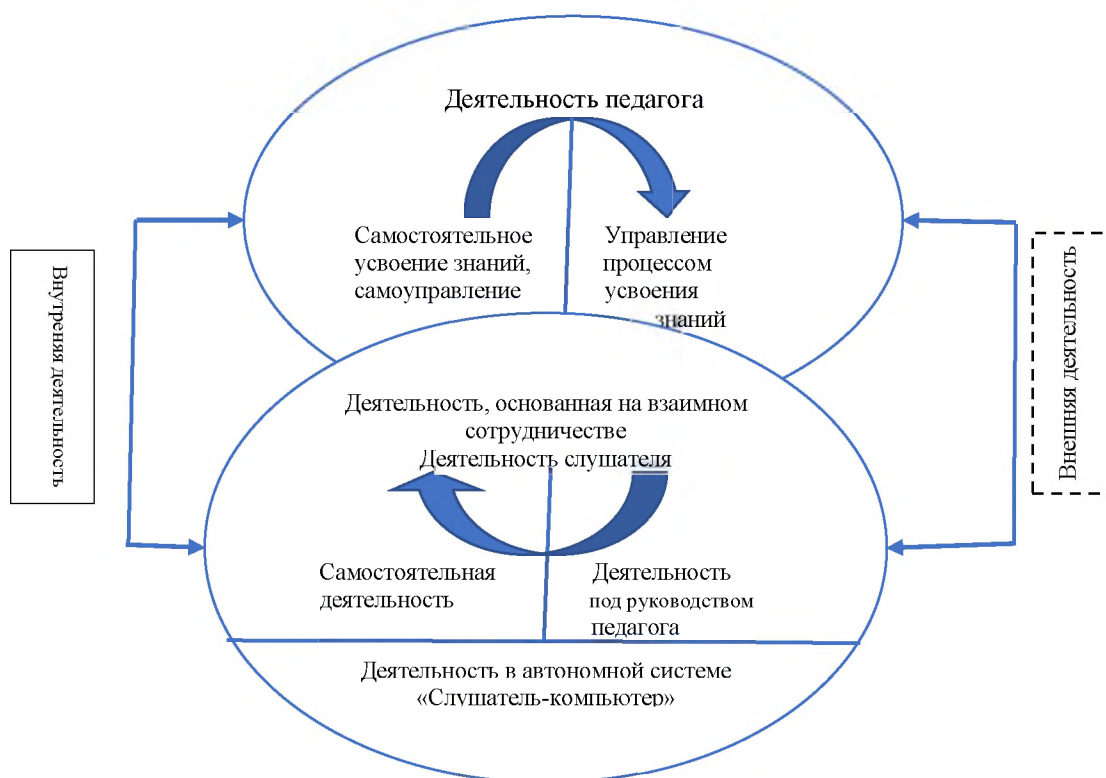 Деятельность педагога
Самостоятельное
усвоение знаний,
самоуправление
Управление
процессом
усвоения
знаний
Внутреняя деятельность
Внешняя деятельность
Деятельность, основанная на взаимном
сотрудничестве
Деятельность слушателя
Самостоятельная
деятельность
Деятельность
под руководством
педагога
Деятельность в автономной системе
«Слушатель-компьютер»